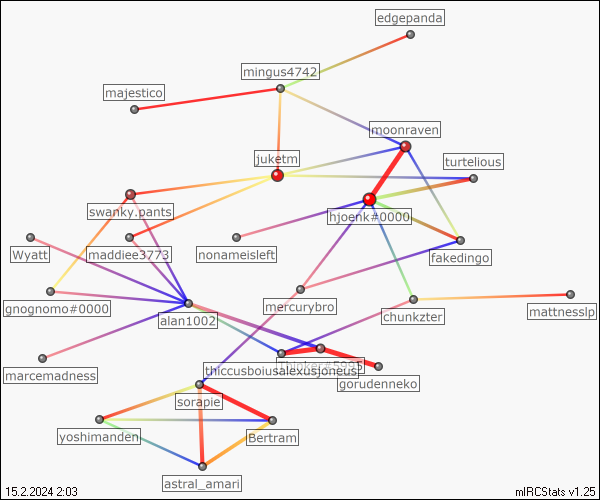 edgepanda
mingus4742
majestico
moonraven
juketm
turtelious
swanky.pants
hjoenk#0000
Wyatt
maddiee3773
nonameisleft
fakedingo
gnognomo#0000
mercurybro
alan1002
chunkzter
mattnesslp
marcemadness
thiccusboiusalexusjoneus
gorudenneko
sorapie
yoshimanden
Bertram
astral_amari
15.2.2024 2:03
mIRCStats v1.25